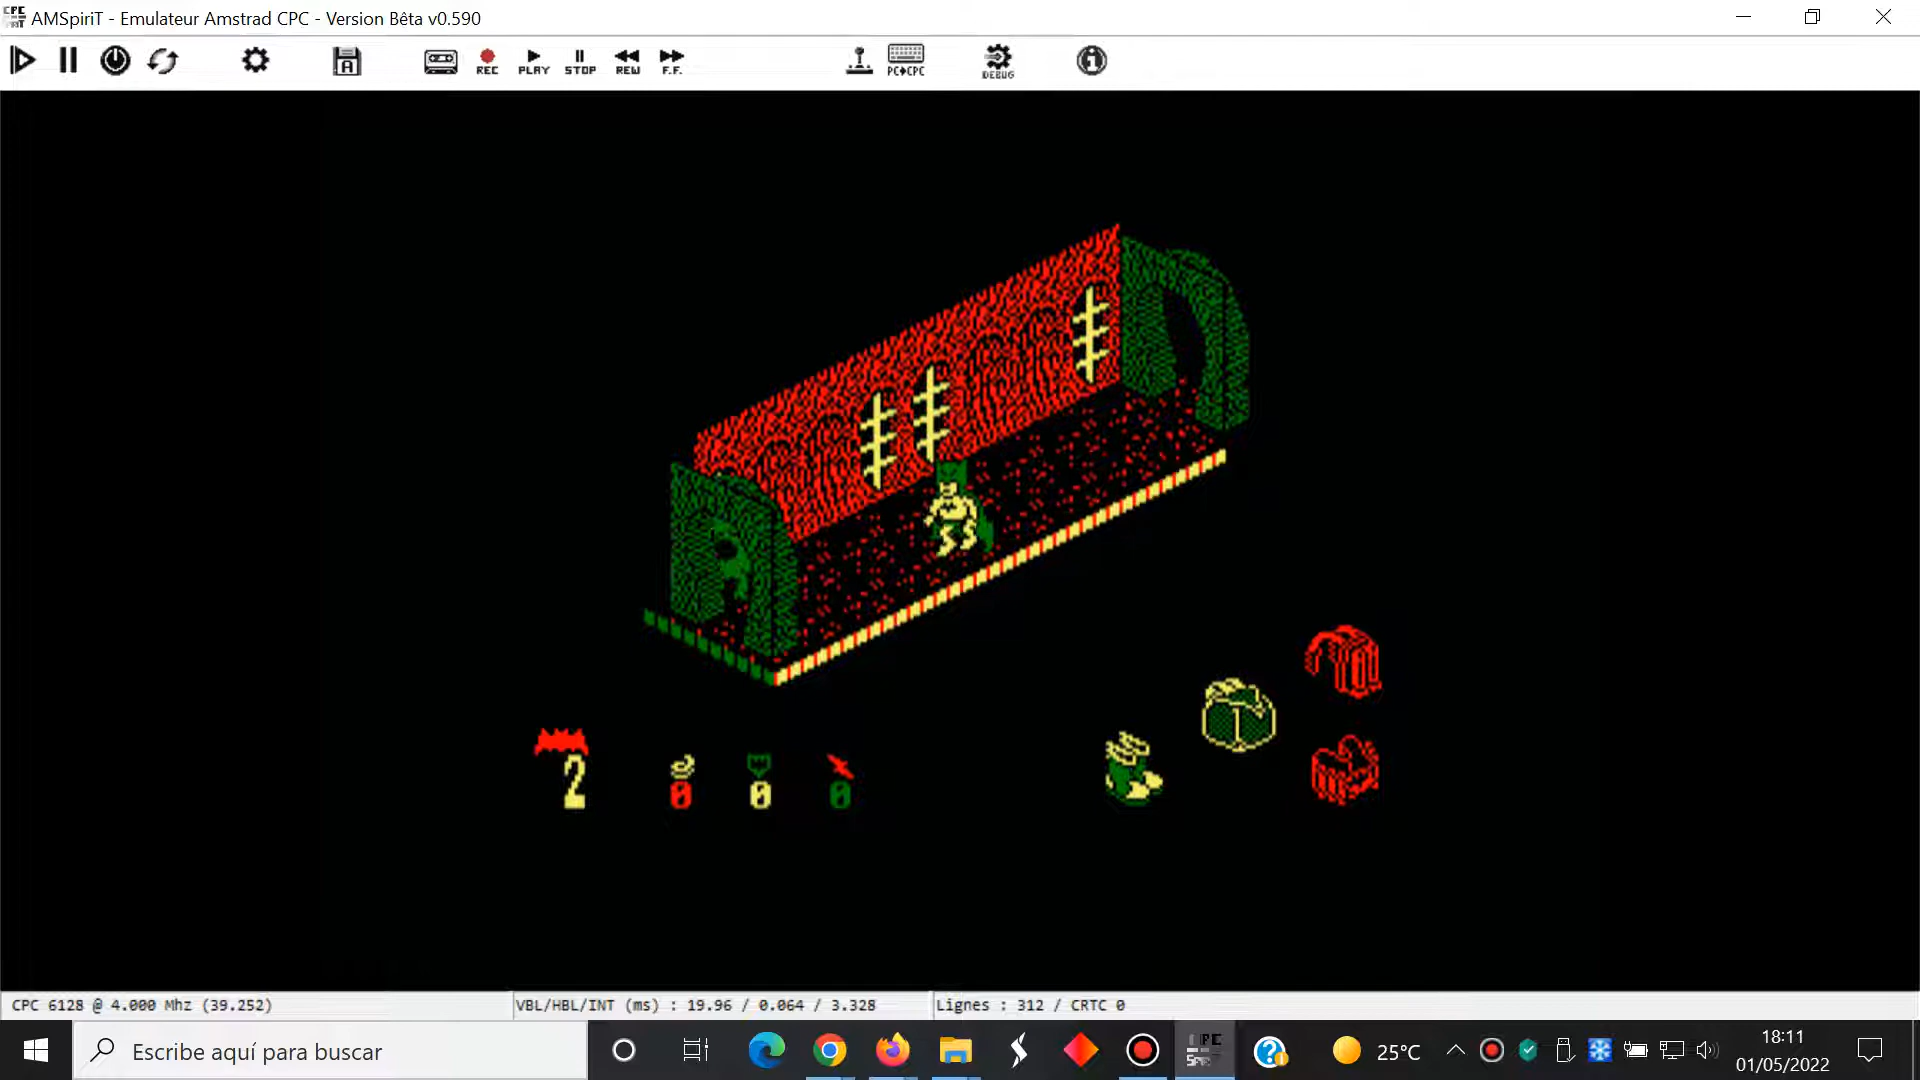 AMSpiriT - Emulateur Amstrad CPC - Version Bêta v0.590
REC PLAY STOP REW F.F. PC▸CPC DEBUG
2 0 0 0
CPC 6128 @ 4.000 Mhz (39.252) VBL/HBL/INT (ms) : 19.96 / 0.064 / 3.328 Lignes : 312 / CRTC 0
Escribe aquí para buscar 25°C 18:11
01/05/2022